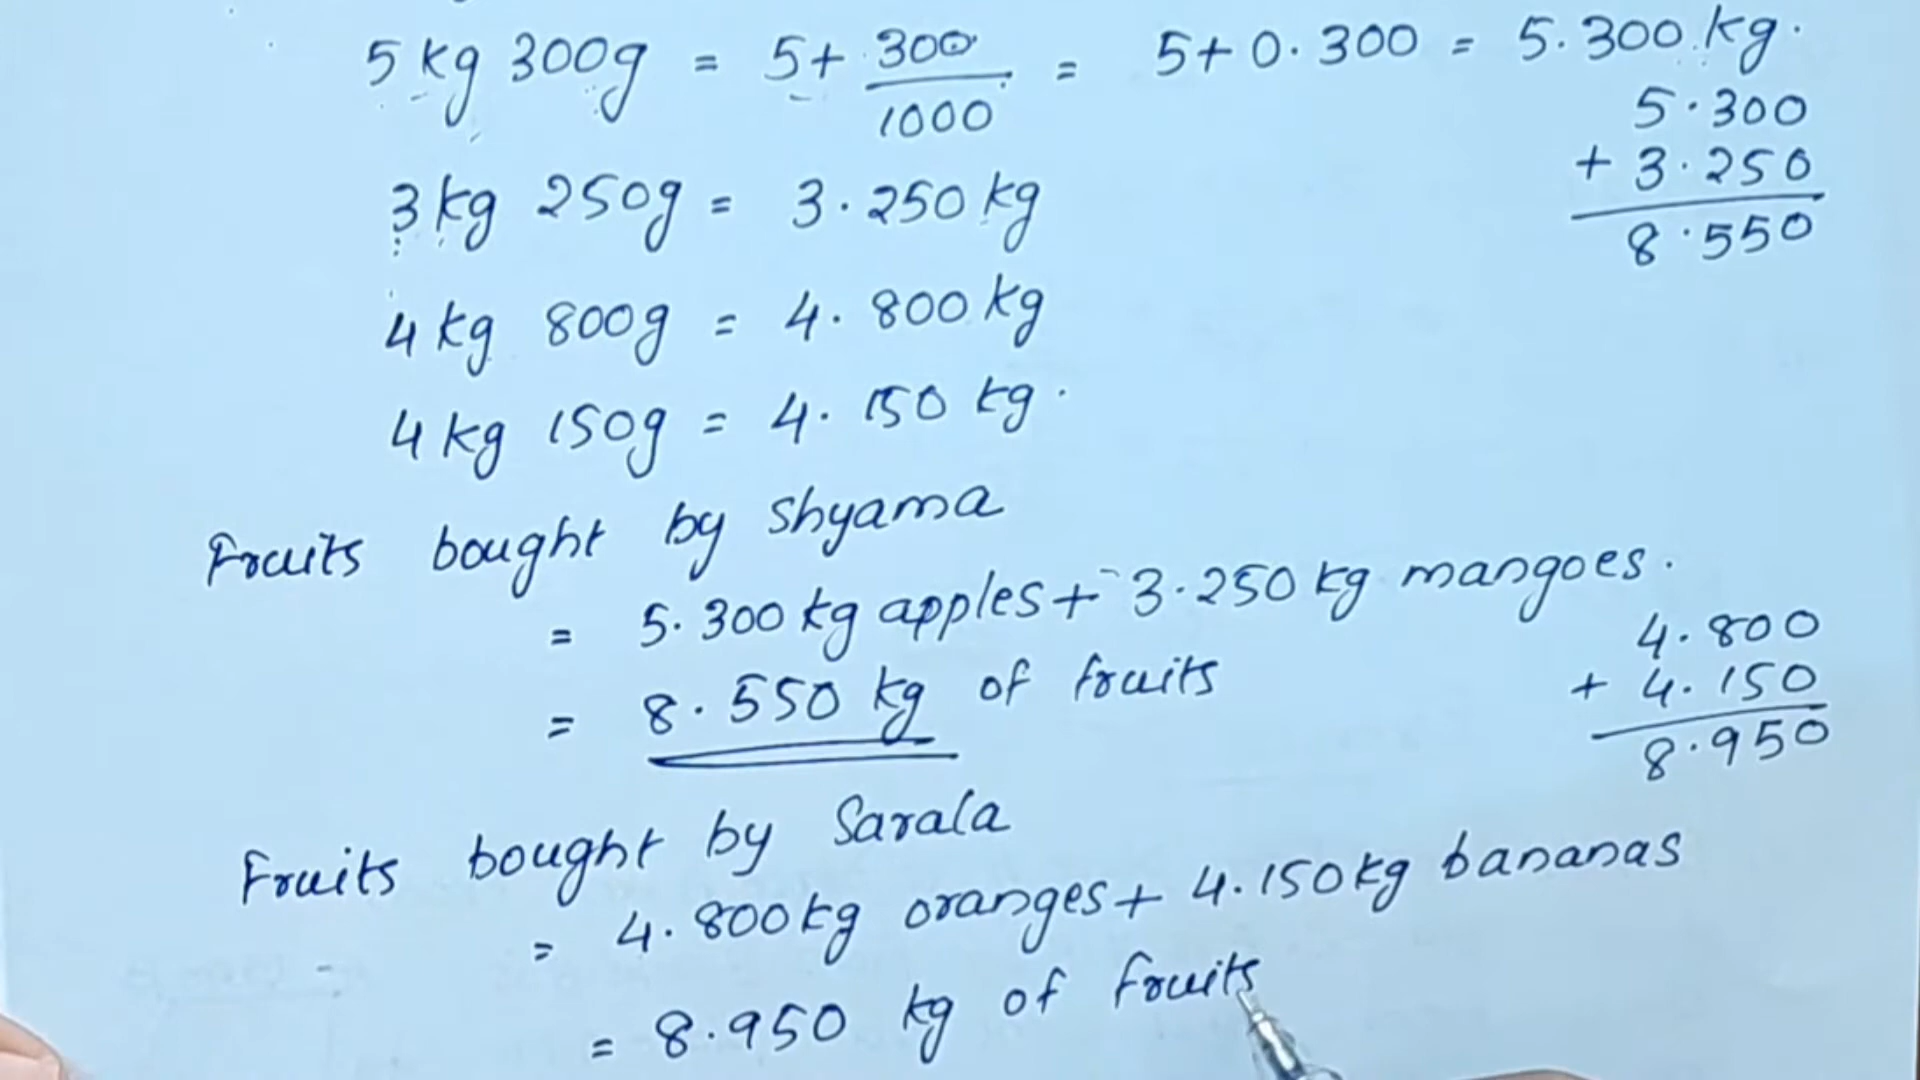 5 kg 300g = 5 + 300/1000 = 5 + 0.300 = 5.300 kg.
5.300
+ 3.250
8.550
3 kg 250g = 3.250 kg
4 kg 800g = 4.800 kg
4 kg 150g = 4.150 kg.
Fruits bought by Shyama
= 5.300 kg apples + 3.250 kg mangoes.
= 8.550 kg of fruits
4.800
+ 4.150
8.950
Fruits bought by Sarala
= 4.800 kg oranges + 4.150 kg bananas
= 8.950 kg of fruits